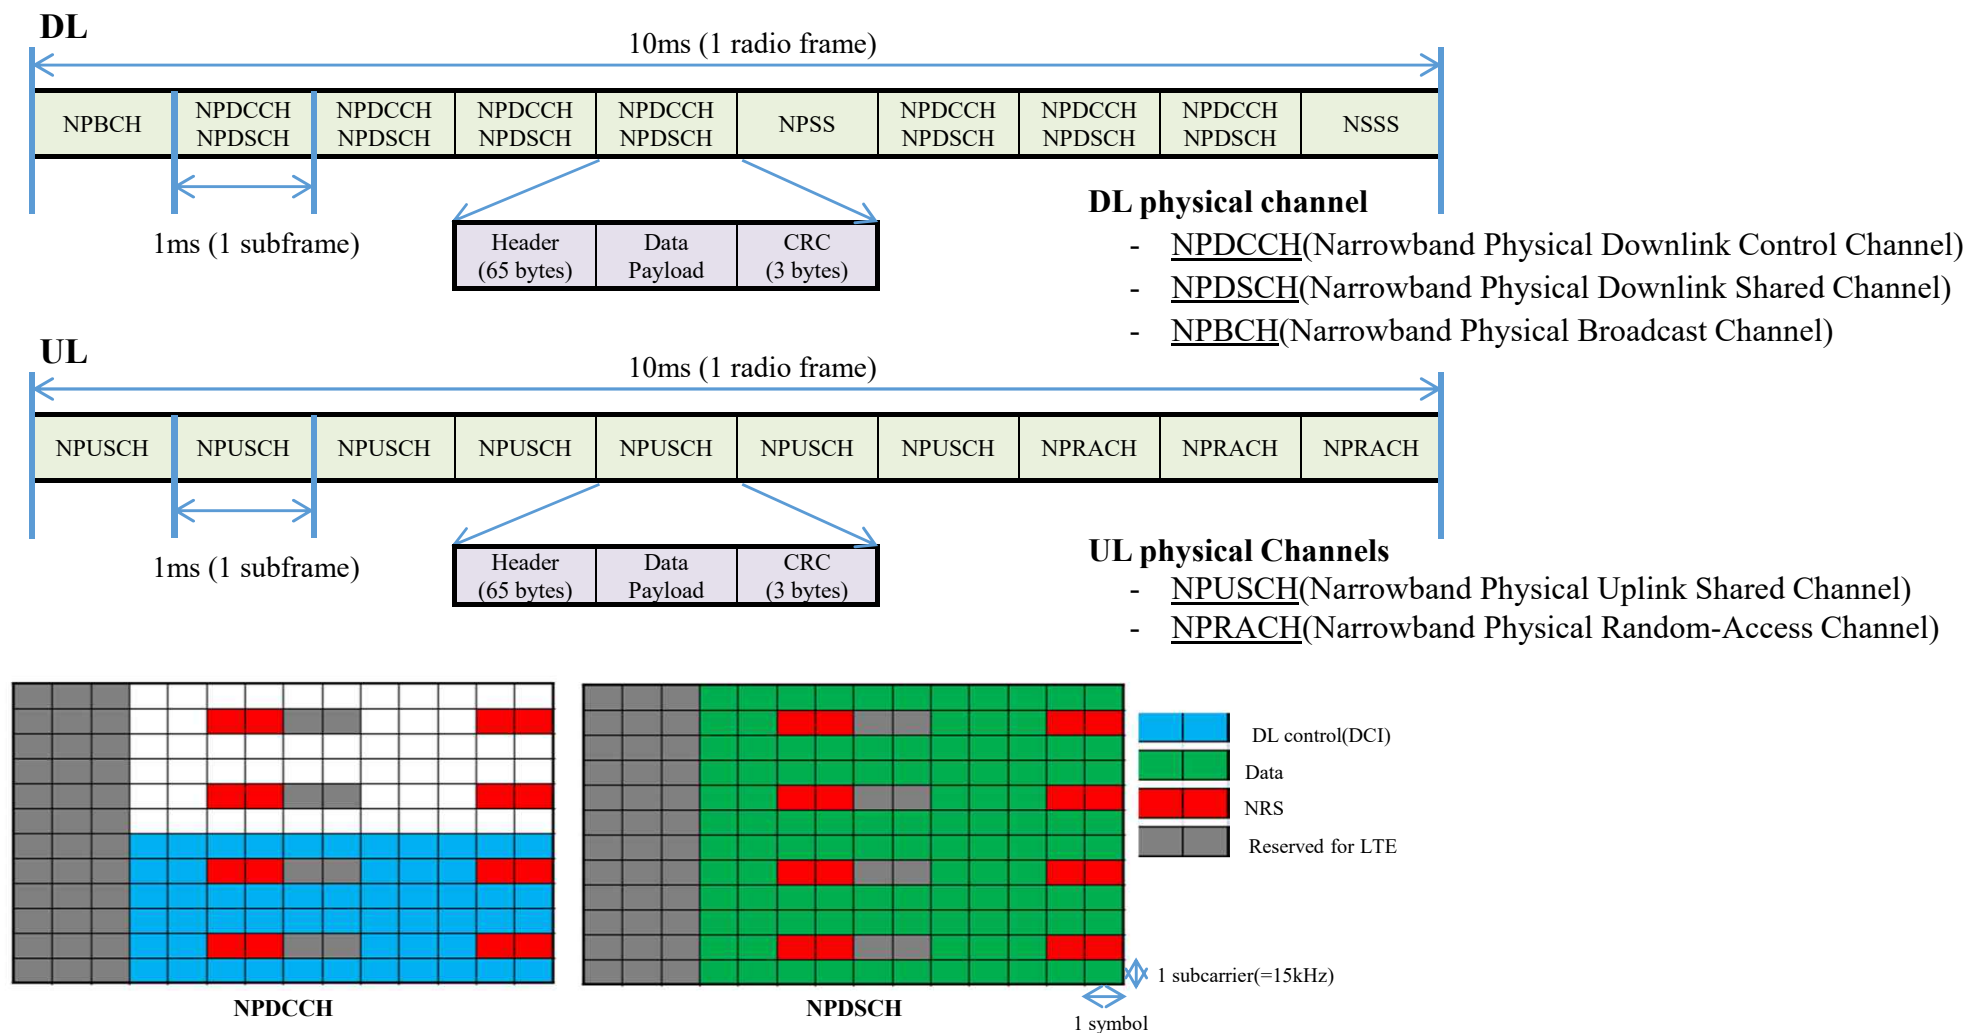 DL
10ms (1 radio frame)
NPBCH
NPDCCH
NPDSCH
NPDCCH
NPDSCH
NPDCCH
NPDSCH
NPDCCH
NPDSCH
NPSS
NPDCCH
NPDSCH
NPDCCH
NPDSCH
NPDCCH
NPDSCH
NSSS
1ms (1 subframe)
Header
(65 bytes)
Data
Payload
CRC
(3 bytes)
DL physical channel
- NPDCCH(Narrowband Physical Downlink Control Channel)
- NPDSCH(Narrowband Physical Downlink Shared Channel)
- NPBCH(Narrowband Physical Broadcast Channel)
UL
10ms (1 radio frame)
NPUSCH
NPUSCH
NPUSCH
NPUSCH
NPUSCH
NPUSCH
NPUSCH
NPRACH
NPRACH
NPRACH
1ms (1 subframe)
Header
(65 bytes)
Data
Payload
CRC
(3 bytes)
UL physical Channels
- NPUSCH(Narrowband Physical Uplink Shared Channel)
- NPRACH(Narrowband Physical Random-Access Channel)
DL control(DCI)
Data
NRS
Reserved for LTE
1 subcarrier(=15kHz)
1 symbol
NPDCCH
NPDSCH